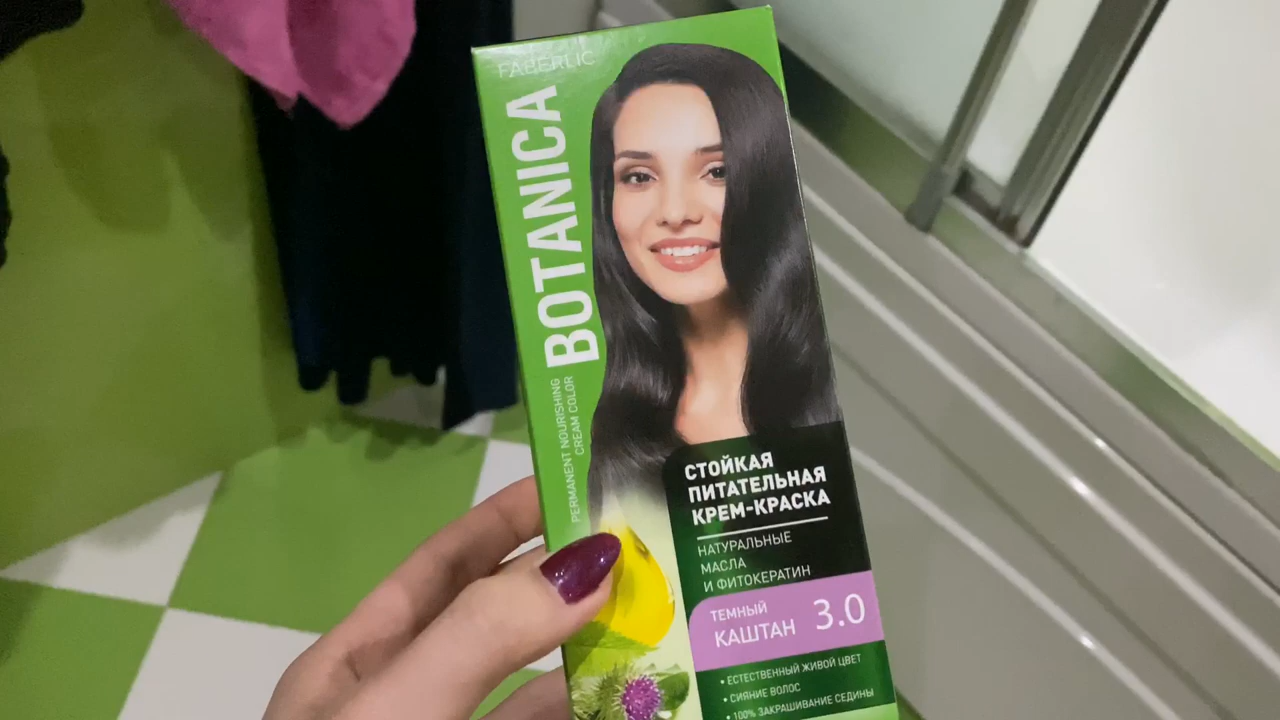 FABERLIC
BOTANICA
PERMANENT NOURISHING
CREAM COLOR
СТОЙКАЯ
ПИТАТЕЛЬНАЯ
КРЕМ-КРАСКА
НАТУРАЛЬНЫЕ
МАСЛА
И ФИТОКЕРАТИН
ТЕМНЫЙ
КАШТАН 3.0
• ЕСТЕСТВЕННЫЙ ЖИВОЙ ЦВЕТ
• СИЯНИЕ ВОЛОС
• 100% ЗАКРАШИВАНИЕ СЕДИНЫ